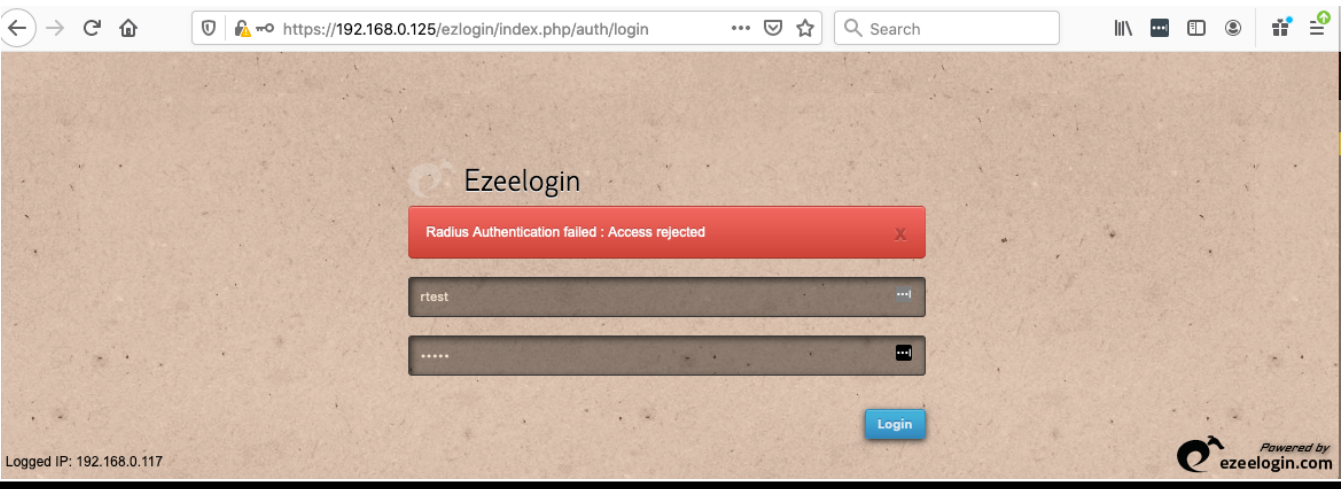 https://192.168.0.125/ezlogin/index.php/auth/login
Search
Ezeelogin
Radius Authentication failed : Access rejected
x
rtest
•••••
Login
Logged IP: 192.168.0.117
Powered by
ezeelogin.com